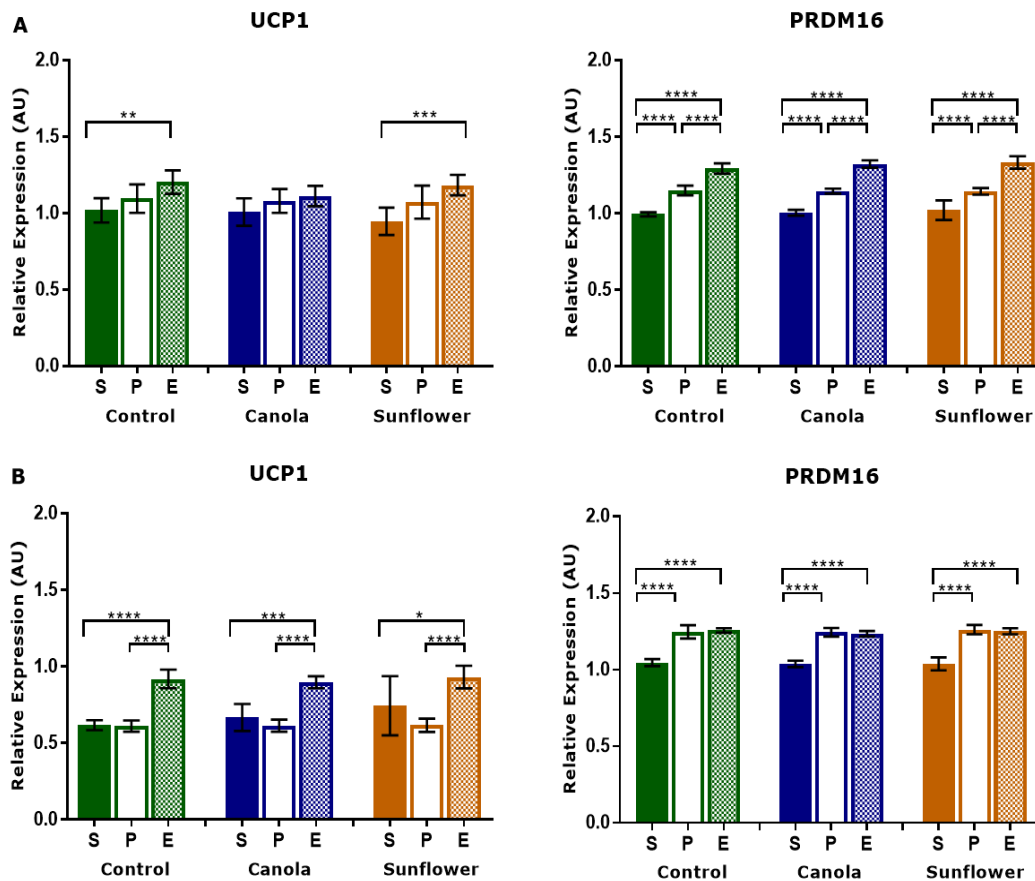 A
UCP1
PRDM16
Relative Expression (AU)
2.0
1.5
1.0
0.5
0.0
**
***
S P E S P E S P E
Control Canola Sunflower
Relative Expression (AU)
2.0
1.5
1.0
0.5
0.0
**** **** ****
**** **** **** **** **** ****
S P E S P E S P E
Control Canola Sunflower
B
UCP1
PRDM16
Relative Expression (AU)
2.0
1.5
1.0
0.5
0.0
**** *** *
**** **** ****
S P E S P E S P E
Control Canola Sunflower
Relative Expression (AU)
2.0
1.5
1.0
0.5
0.0
**** **** ****
**** **** ****
S P E S P E S P E
Control Canola Sunflower